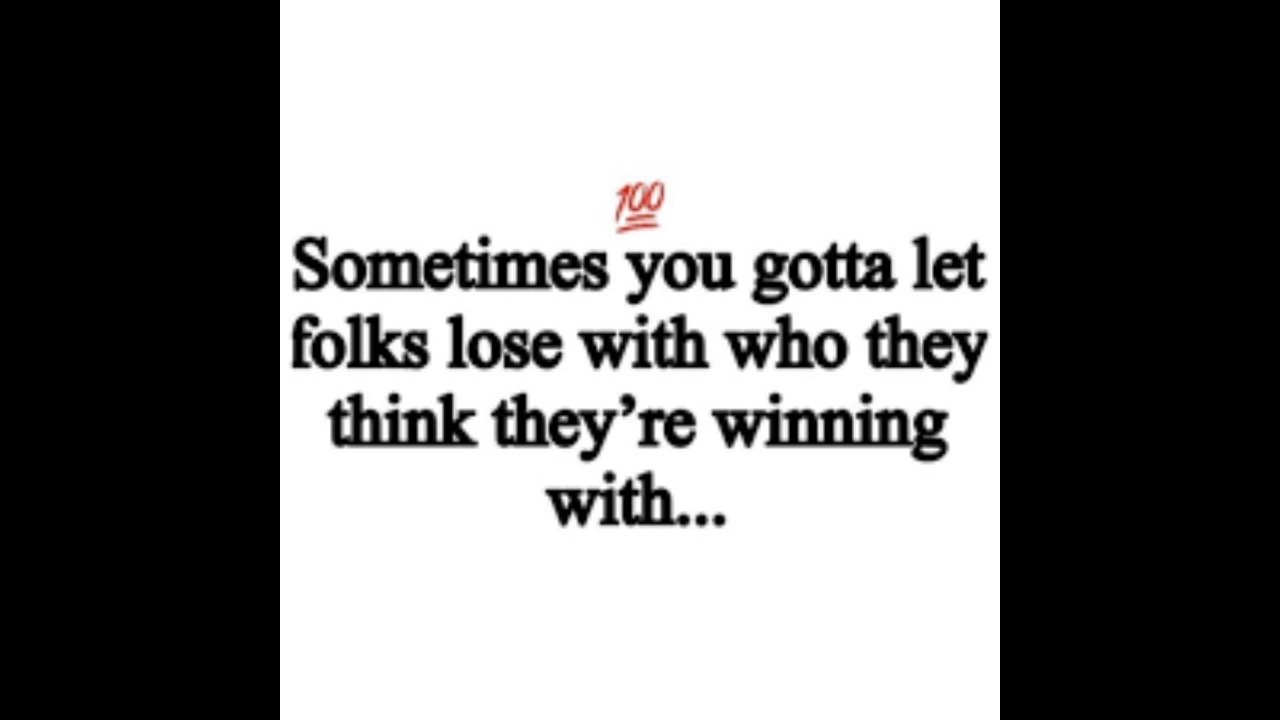 💯
Sometimes you gotta let
folks lose with who they
think they’re winning
with...